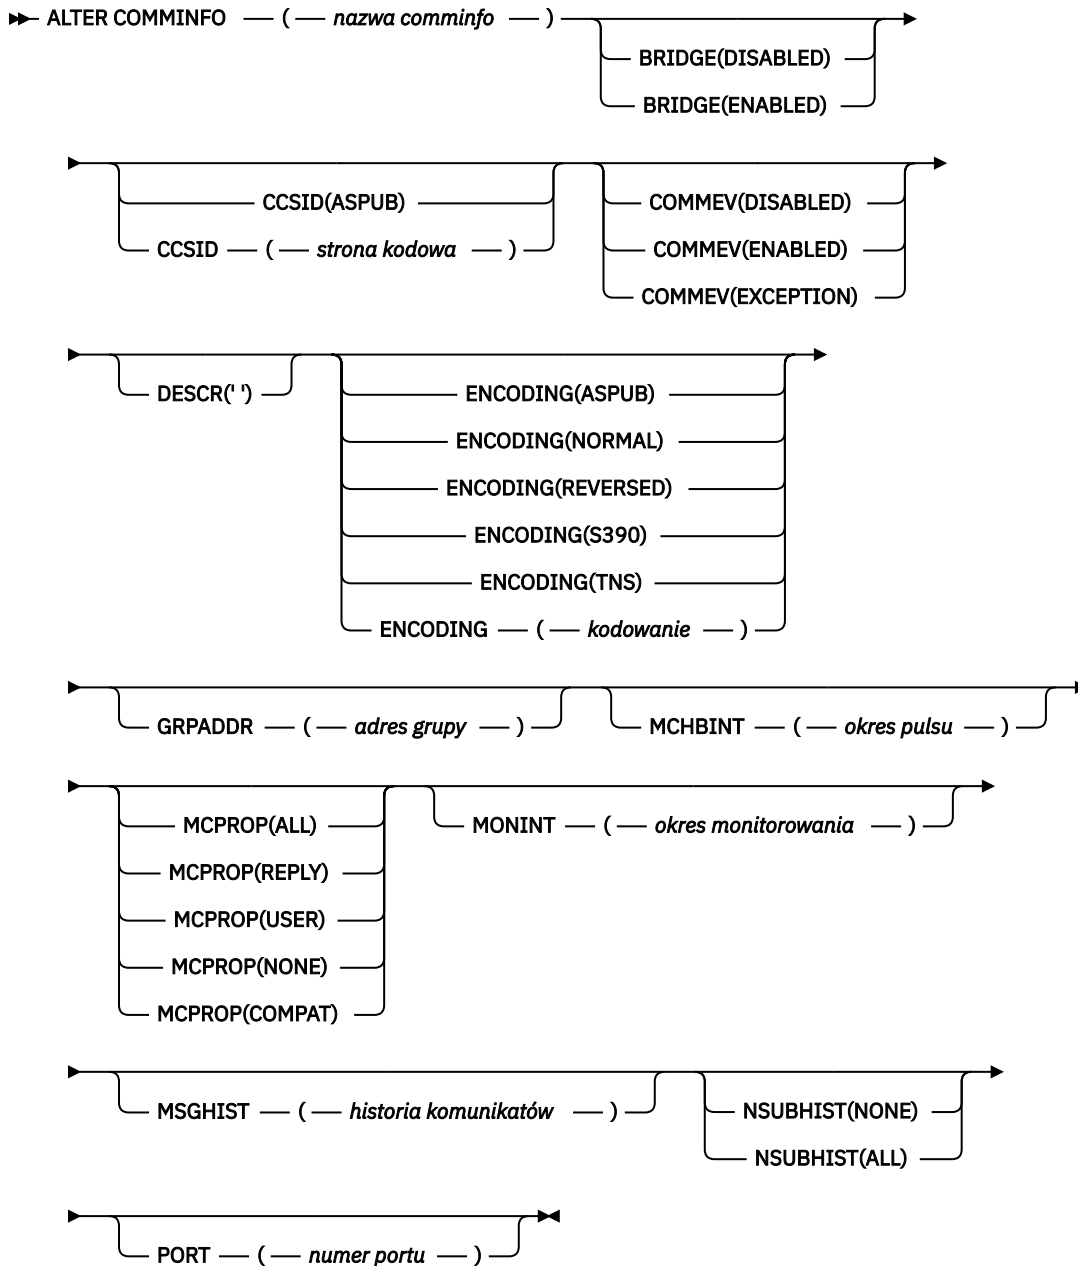 ALTER COMMINFO ( nazwa comminfo )
BRIDGE(DISABLED)
BRIDGE(ENABLED)
CCSID(ASPUB)
CCSID ( strona kodowa )
COMMEV(DISABLED)
COMMEV(ENABLED)
COMMEV(EXCEPTION)
DESCR(' ')
ENCODING(ASPUB)
ENCODING(NORMAL)
ENCODING(REVERSED)
ENCODING(S390)
ENCODING(TNS)
ENCODING ( kodowanie )
GRPADDR ( adres grupy )
MCHBINT ( okres pulsu )
MCPROP(ALL)
MCPROP(REPLY)
MCPROP(USER)
MCPROP(NONE)
MCPROP(COMPAT)
MONINT ( okres monitorowania )
MSGHIST ( historia komunikatów )
NSUBHIST(NONE)
NSUBHIST(ALL)
PORT ( numer portu )